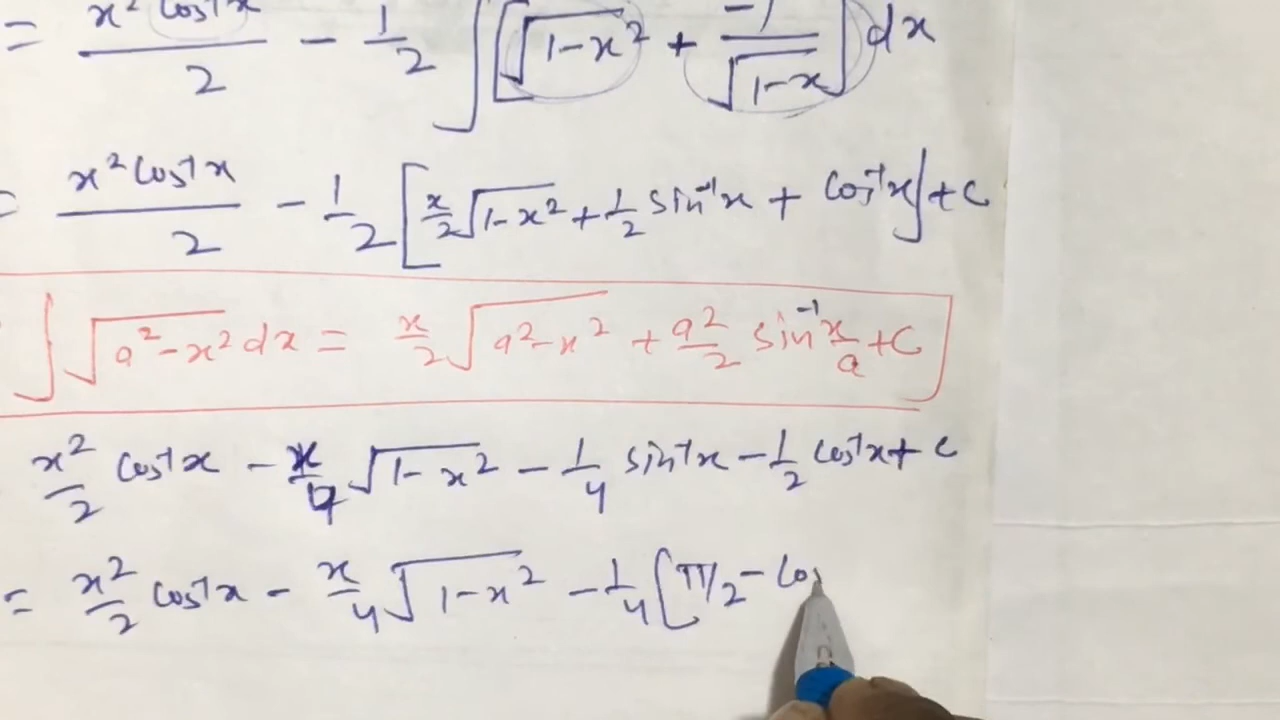 = x² cos⁻¹x / 2 - 1/2 ∫[√(1-x²) + -1/√(1-x)] dx
= x² cos⁻¹x / 2 - 1/2 [x/2 √(1-x²) + 1/2 sin⁻¹x + cos⁻¹x] + c
∫√(a²-x²) dx = x/2 √(a²-x²) + a²/2 sin⁻¹ x/a + C
x²/2 cos⁻¹x - x/4 √(1-x²) - 1/4 sin⁻¹x - 1/2 cos⁻¹x + c
= x²/2 cos⁻¹x - x/4 √(1-x²) - 1/4 [π/2 - cos